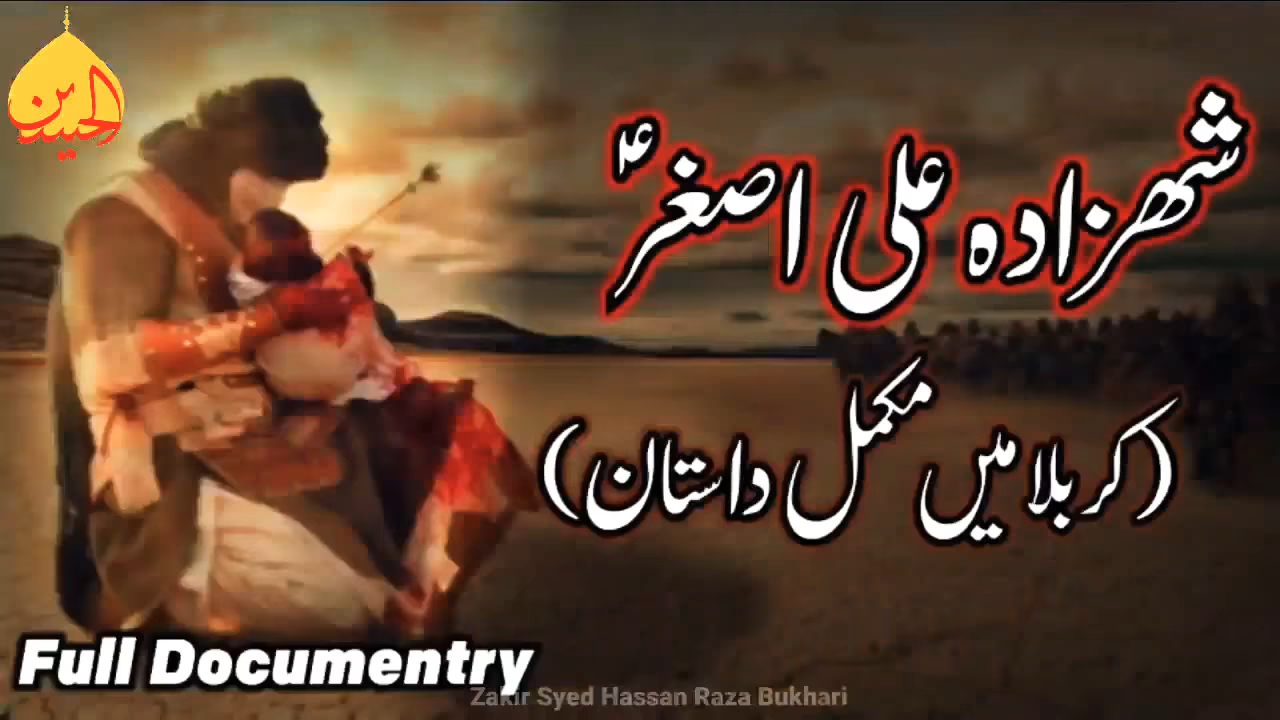 الحسین
شہزادہ علی اصغرؑ
(کربلا میں مکمل داستان)
Full Documentry
Zakir Syed Hassan Raza Bukhari